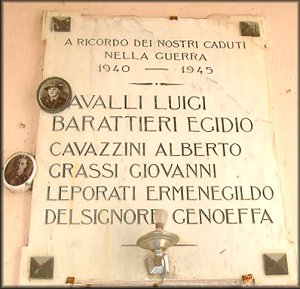 A RICORDO DEI NOSTRI CADUTI
NELLA GUERRA
1940 — 1945
AVALLI LUIGI
BARATTIERI EGIDIO
CAVAZZINI ALBERTO
GRASSI GIOVANNI
LEPORATI ERMENEGILDO
DELSIGNORE GENOEFFA